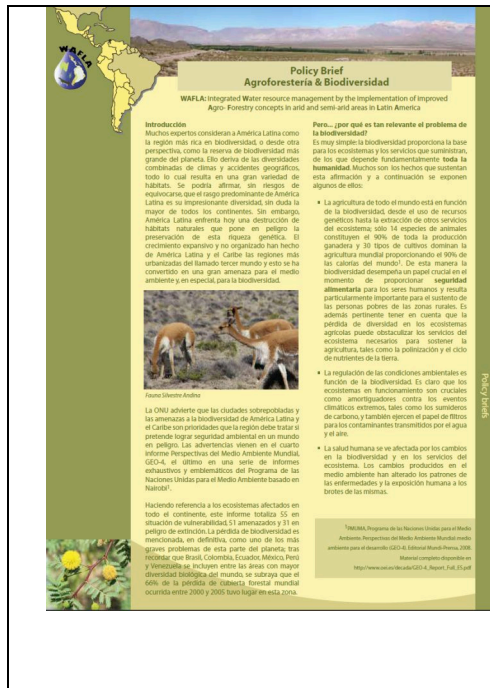 WAFLA
Policy Brief
Agroforestería & Biodiversidad
WAFLA: Integrated Water resource management by the implementation of improved
Agro- Forestry concepts in arid and semi-arid areas in Latin America
Introducción
Muchos expertos consideran a América Latina como
la región más rica en biodiversidad, o desde otra
perspectiva, como la reserva de biodiversidad más
grande del planeta. Ello deriva de las diversidades
combinadas de climas y accidentes geográficos,
todo lo cual resulta en una gran variedad de
hábitats. Se podría afirmar, sin riesgos de
equivocarse, que el rasgo predominante de América
Latina es su impresionante diversidad, sin duda la
mayor de todos los continentes. Sin embargo,
América Latina enfrenta hoy una destrucción de
hábitats naturales que pone en peligro la
preservación de esta riqueza genética. El
crecimiento expansivo y no organizado han hecho
de América Latina y el Caribe las regiones más
urbanizadas del llamado tercer mundo y esto se ha
convertido en una gran amenaza para el medio
ambiente y, en especial, para la biodiversidad.
Fauna Silvestre Andina
La ONU advierte que las ciudades sobrepobladas y
las amenazas a la biodiversidad de América Latina y
el Caribe son prioridades que la región debe tratar si
pretende lograr seguridad ambiental en un mundo
en peligro. Las advertencias vienen en el cuarto
informe Perspectivas del Medio Ambiente Mundial,
GEO-4, el último en una serie de informes
exhaustivos y emblemáticos del Programa de las
Naciones Unidas para el Medio Ambiente basado en
Nairobi¹.
Haciendo referencia a los ecosistemas afectados en
todo el continente, este informe totaliza 55 en
situación de vulnerabilidad, 51 amenazados y 31 en
peligro de extinción. La pérdida de biodiversidad es
mencionada, en definitiva, como uno de los más
graves problemas de esta parte del planeta; tras
recordar que Brasil, Colombia, Ecuador, México, Perú
y Venezuela se incluyen entre las áreas con mayor
diversidad biológica del mundo, se subraya que el
66% de la pérdida de cubierta forestal mundial
ocurrida entre 2000 y 2005 tuvo lugar en esta zona.
Pero... ¿por qué es tan relevante el problema de
la biodiversidad?
Es muy simple: la biodiversidad proporciona la base
para los ecosistemas y los servicios que suministran,
de los que depende fundamentalmente toda la
humanidad. Muchos son los hechos que sustentan
esta afirmación y a continuación se exponen
algunos de ellos:
• La agricultura de todo el mundo está en función
de la biodiversidad, desde el uso de recursos
genéticos hasta la extracción de otros servicios
del ecosistema; sólo 14 especies de animales
constituyen el 90% de toda la producción
ganadera y 30 tipos de cultivos dominan la
agricultura mundial proporcionando el 90% de
las calorías del mundo¹. De esta manera la
biodiversidad desempeña un papel crucial en el
momento de proporcionar seguridad
alimentaria para los seres humanos y resulta
particularmente importante para el sustento de
las personas pobres de las zonas rurales. Es
además pertinente tener en cuenta que la
pérdida de diversidad en los ecosistemas
agrícolas puede obstaculizar los servicios del
ecosistema necesarios para sostener la
agricultura, tales como la polinización y el ciclo
de nutrientes de la tierra.
• La regulación de las condiciones ambientales es
función de la biodiversidad. Es claro que los
ecosistemas en funcionamiento son cruciales
como amortiguadores contra los eventos
climáticos extremos, tales como los sumideros
de carbono, y también ejercen el papel de filtros
para los contaminantes transmitidos por el agua
y el aire.
• La salud humana se ve afectada por los cambios
en la biodiversidad y en los servicios del
ecosistema. Los cambios producidos en el
medio ambiente han alterado los patrones de
las enfermedades y la exposición humana a los
brotes de las mismas.
¹PNUMA, Programa de las Naciones Unidas para el Medio
Ambiente. Perspectivas del Medio Ambiente Mundial medio
ambiente para el desarrollo (GEO-4). Editorial Mundi-Prensa, 2008.
Material completo disponible en
Policy briefs